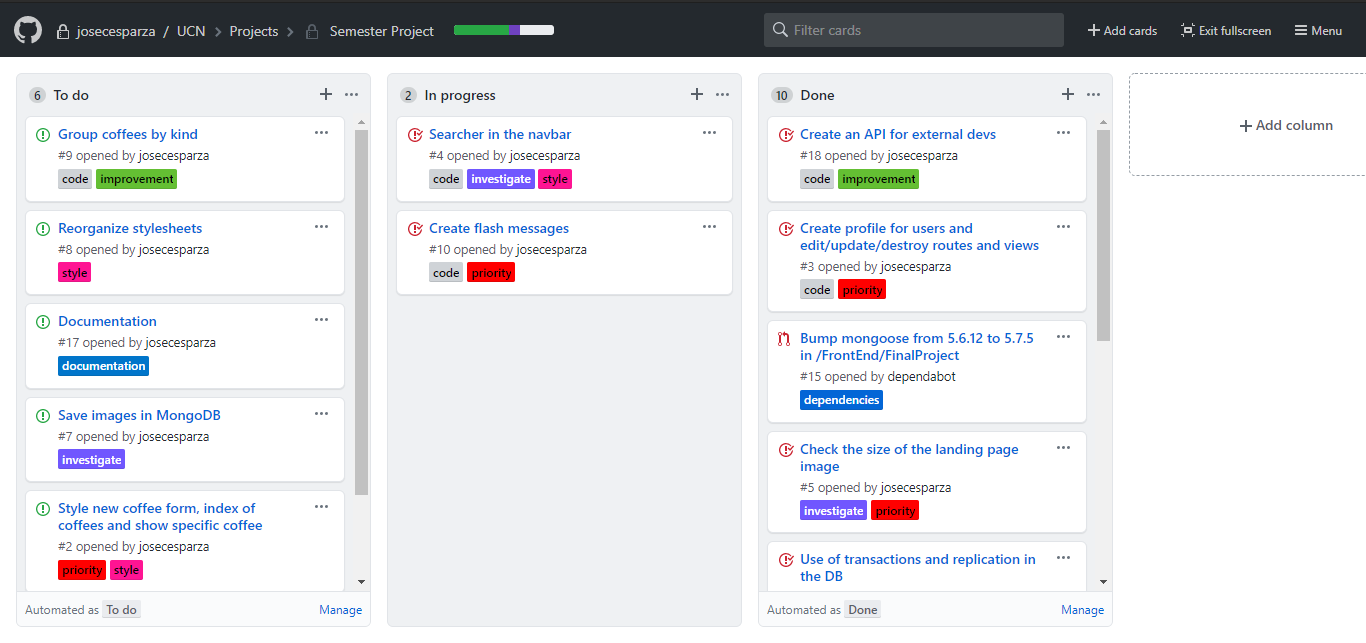 josecesparza / UCN Projects Semester Project Filter cards Add cards Exit fullscreen Menu
6 To do
Group coffees by kind
#9 opened by josecesparza
code improvement
Reorganize stylesheets
#8 opened by josecesparza
style
Documentation
#17 opened by josecesparza
documentation
Save images in MongoDB
#7 opened by josecesparza
investigate
Style new coffee form, index of
coffees and show specific coffee
#2 opened by josecesparza
priority style
Automated as To do Manage
2 In progress
Searcher in the navbar
#4 opened by josecesparza
code investigate style
Create flash messages
#10 opened by josecesparza
code priority
10 Done
Create an API for external devs
#18 opened by josecesparza
code improvement
Create profile for users and
edit/update/destroy routes and views
#3 opened by josecesparza
code priority
Bump mongoose from 5.6.12 to 5.7.5
in /FrontEnd/FinalProject
#15 opened by dependabot
dependencies
Check the size of the landing page
image
#5 opened by josecesparza
investigate priority
Use of transactions and replication in
the DB
Automated as Done Manage
Add column